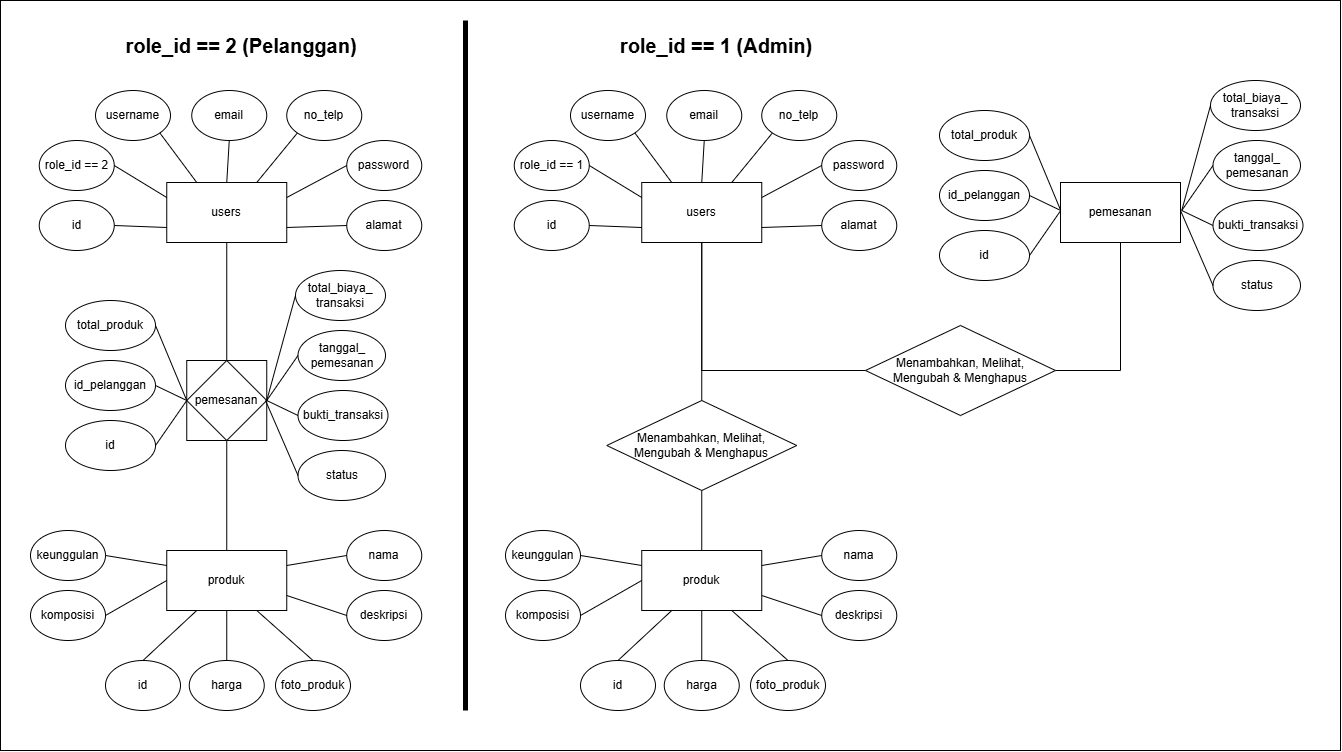 role_id == 2 (Pelanggan)
username
email
no_telp
role_id == 2
password
users
id
alamat
total_biaya_
transaksi
total_produk
tanggal_
pemesanan
id_pelanggan
pemesanan
bukti_transaksi
id
status
keunggulan
nama
produk
komposisi
deskripsi
id
harga
foto_produk
role_id == 1 (Admin)
username
email
no_telp
role_id == 1
password
users
id
alamat
total_biaya_
transaksi
total_produk
tanggal_
pemesanan
id_pelanggan
pemesanan
bukti_transaksi
id
status
Menambahkan, Melihat,
Mengubah & Menghapus
Menambahkan, Melihat,
Mengubah & Menghapus
keunggulan
nama
produk
komposisi
deskripsi
id
harga
foto_produk